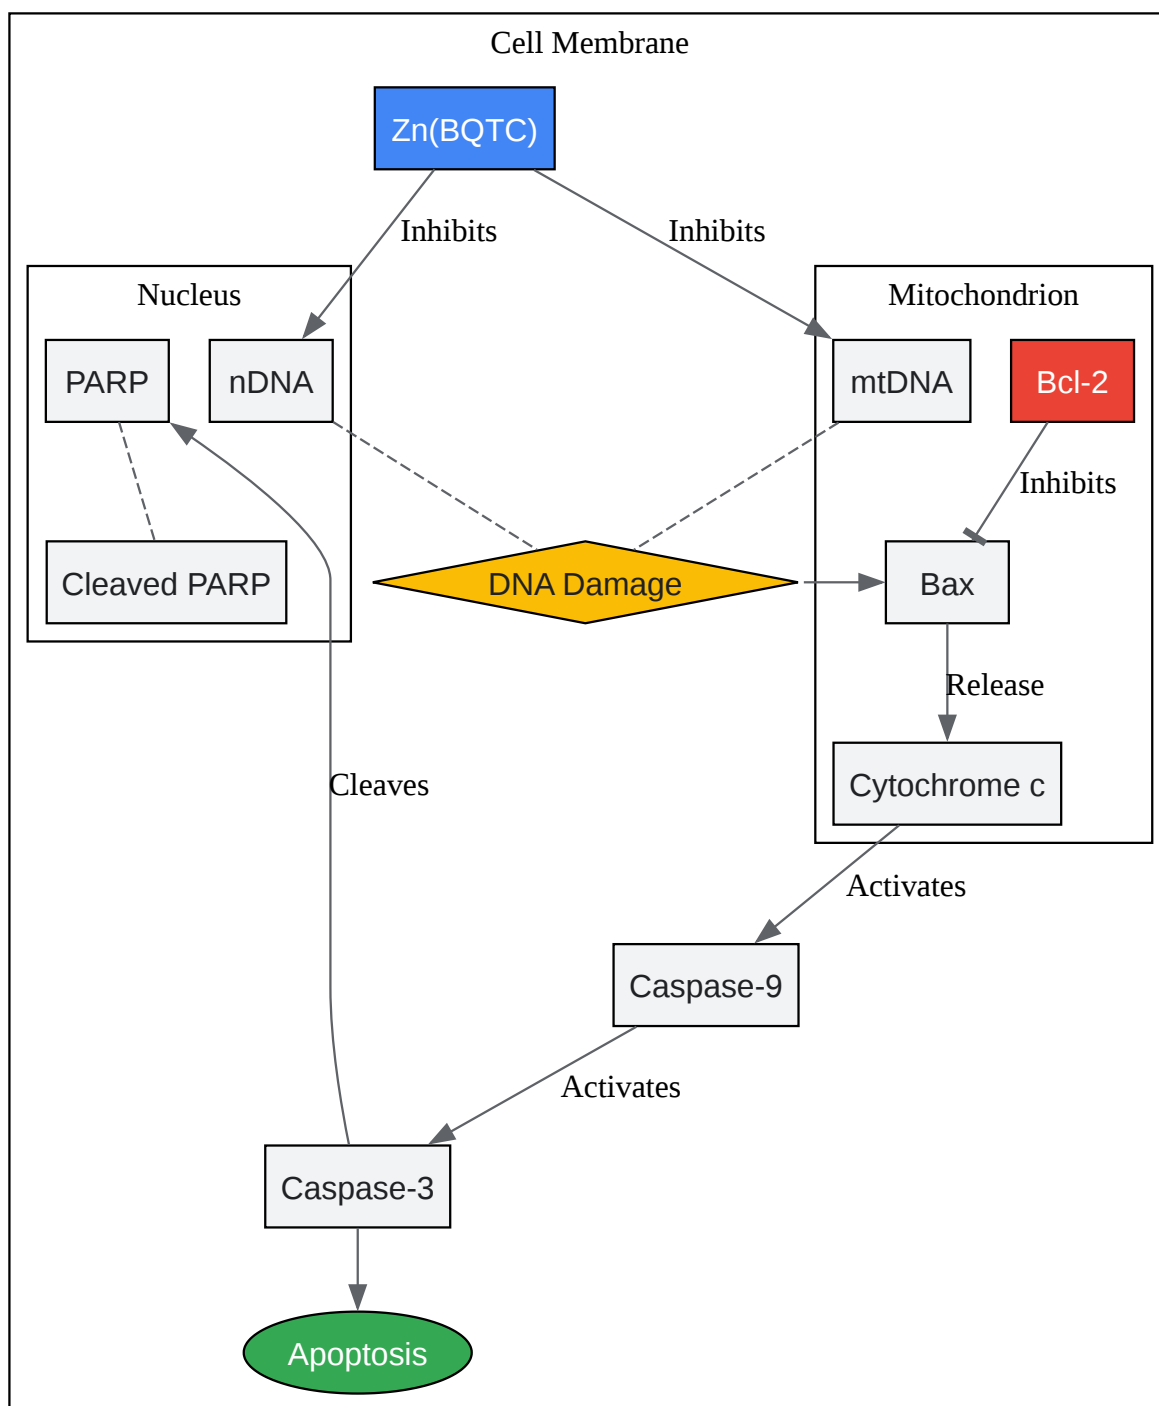 Cell Membrane
Zn(BQTC)
Inhibits
Inhibits
Nucleus
Mitochondrion
PARP
nDNA
mtDNA
Bcl-2
Inhibits
Cleaved PARP
DNA Damage
Bax
Release
Cleaves
Cytochrome c
Activates
Caspase-9
Activates
Caspase-3
Apoptosis